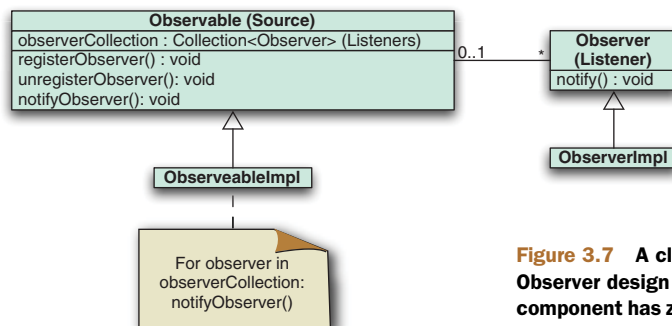 Observable (Source)
observerCollection : Collection<Observer> (Listeners)
registerObserver() : void
unregisterObserver(): void
notifyObserver(): void
0..1
*
Observer
(Listener)
notify() : void
ObserveableImpl
ObserverImpl
For observer in
observerCollection:
notifyObserver()
Figure 3.7 A cl
Observer design
component has z